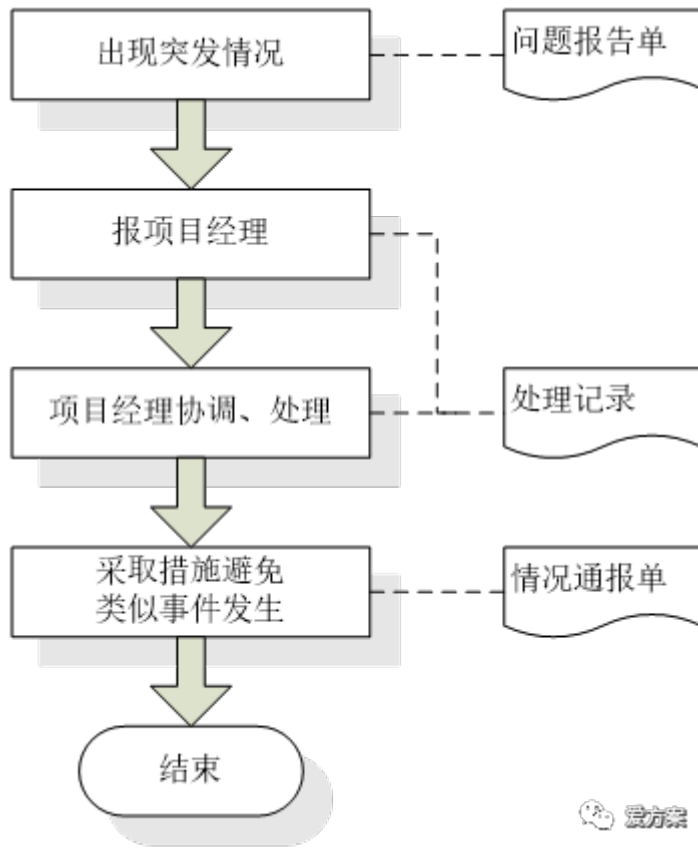 出现突发情况
问题报告单
报项目经理
项目经理协调、处理
处理记录
采取措施避免
类似事件发生
情况通报单
结束
爱方案